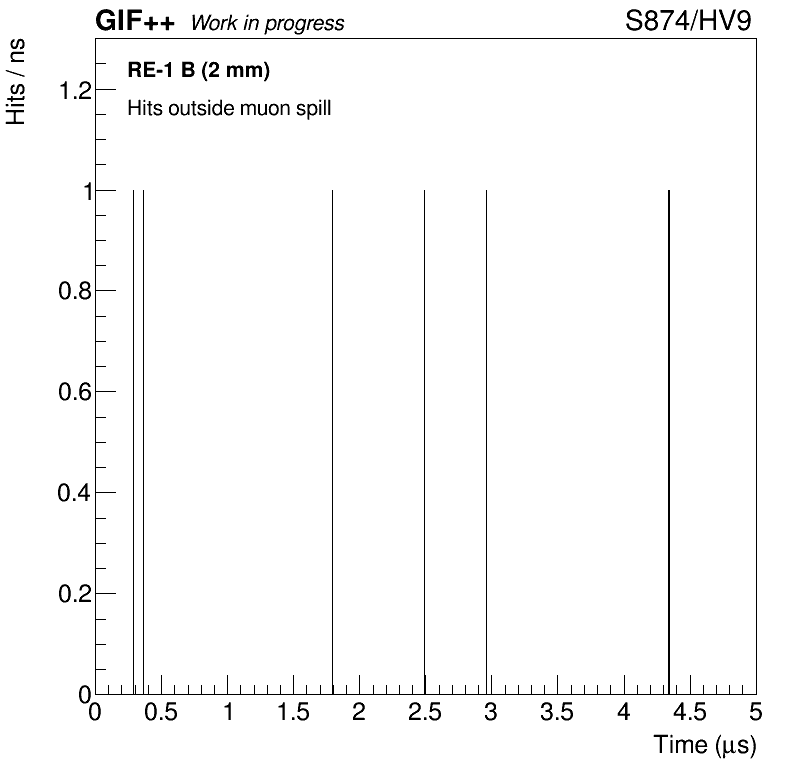 GIF++ Work in progress S874/HV9
Hits / ns
RE-1 B (2 mm)
Hits outside muon spill
1.2
1
0.8
0.6
0.4
0.2
0
0 0.5 1 1.5 2 2.5 3 3.5 4 4.5 5
Time (μs)